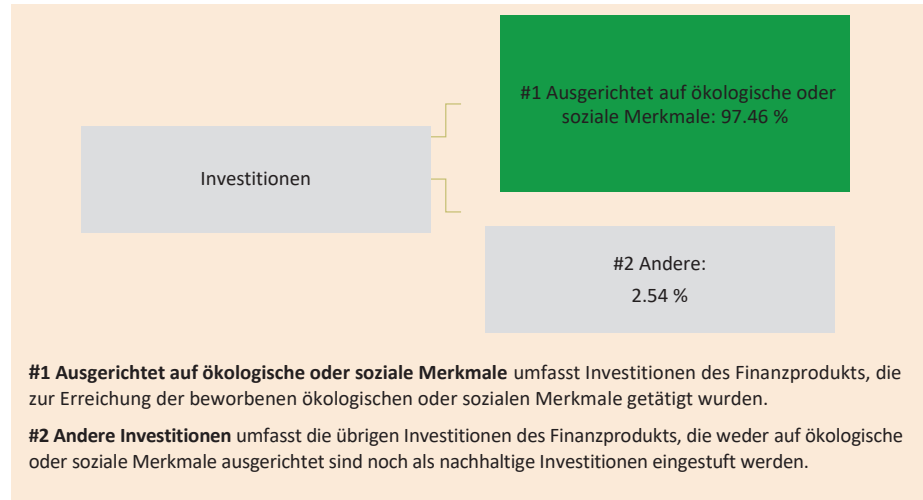 #1 Ausgerichtet auf ökologische oder
soziale Merkmale: 97.46 %
Investitionen
#2 Andere:
2.54 %
#1 Ausgerichtet auf ökologische oder soziale Merkmale umfasst Investitionen des Finanzprodukts, die
zur Erreichung der beworbenen ökologischen oder sozialen Merkmale getätigt wurden.
#2 Andere Investitionen umfasst die übrigen Investitionen des Finanzprodukts, die weder auf ökologische
oder soziale Merkmale ausgerichtet sind noch als nachhaltige Investitionen eingestuft werden.